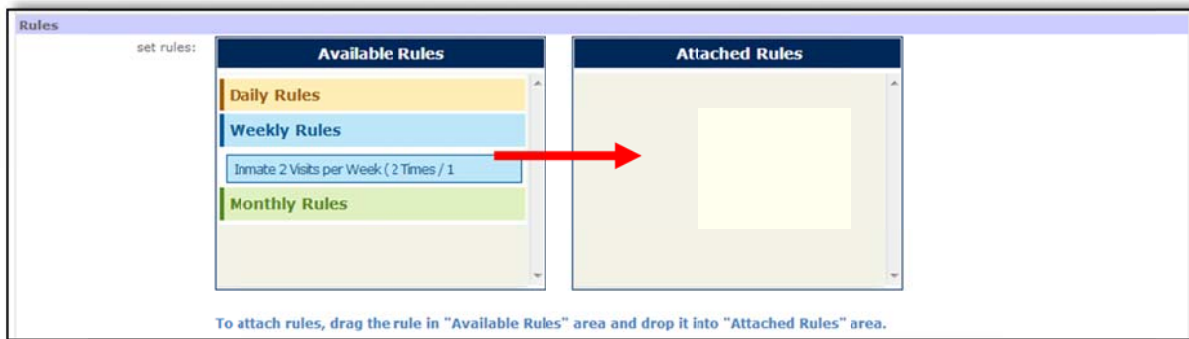 Rules
set rules:
Available Rules
Attached Rules
Daily Rules
Weekly Rules
Inmate 2 Visits per Week ( 2 Times / 1
Monthly Rules
To attach rules, drag the rule in "Available Rules" area and drop it into "Attached Rules" area.